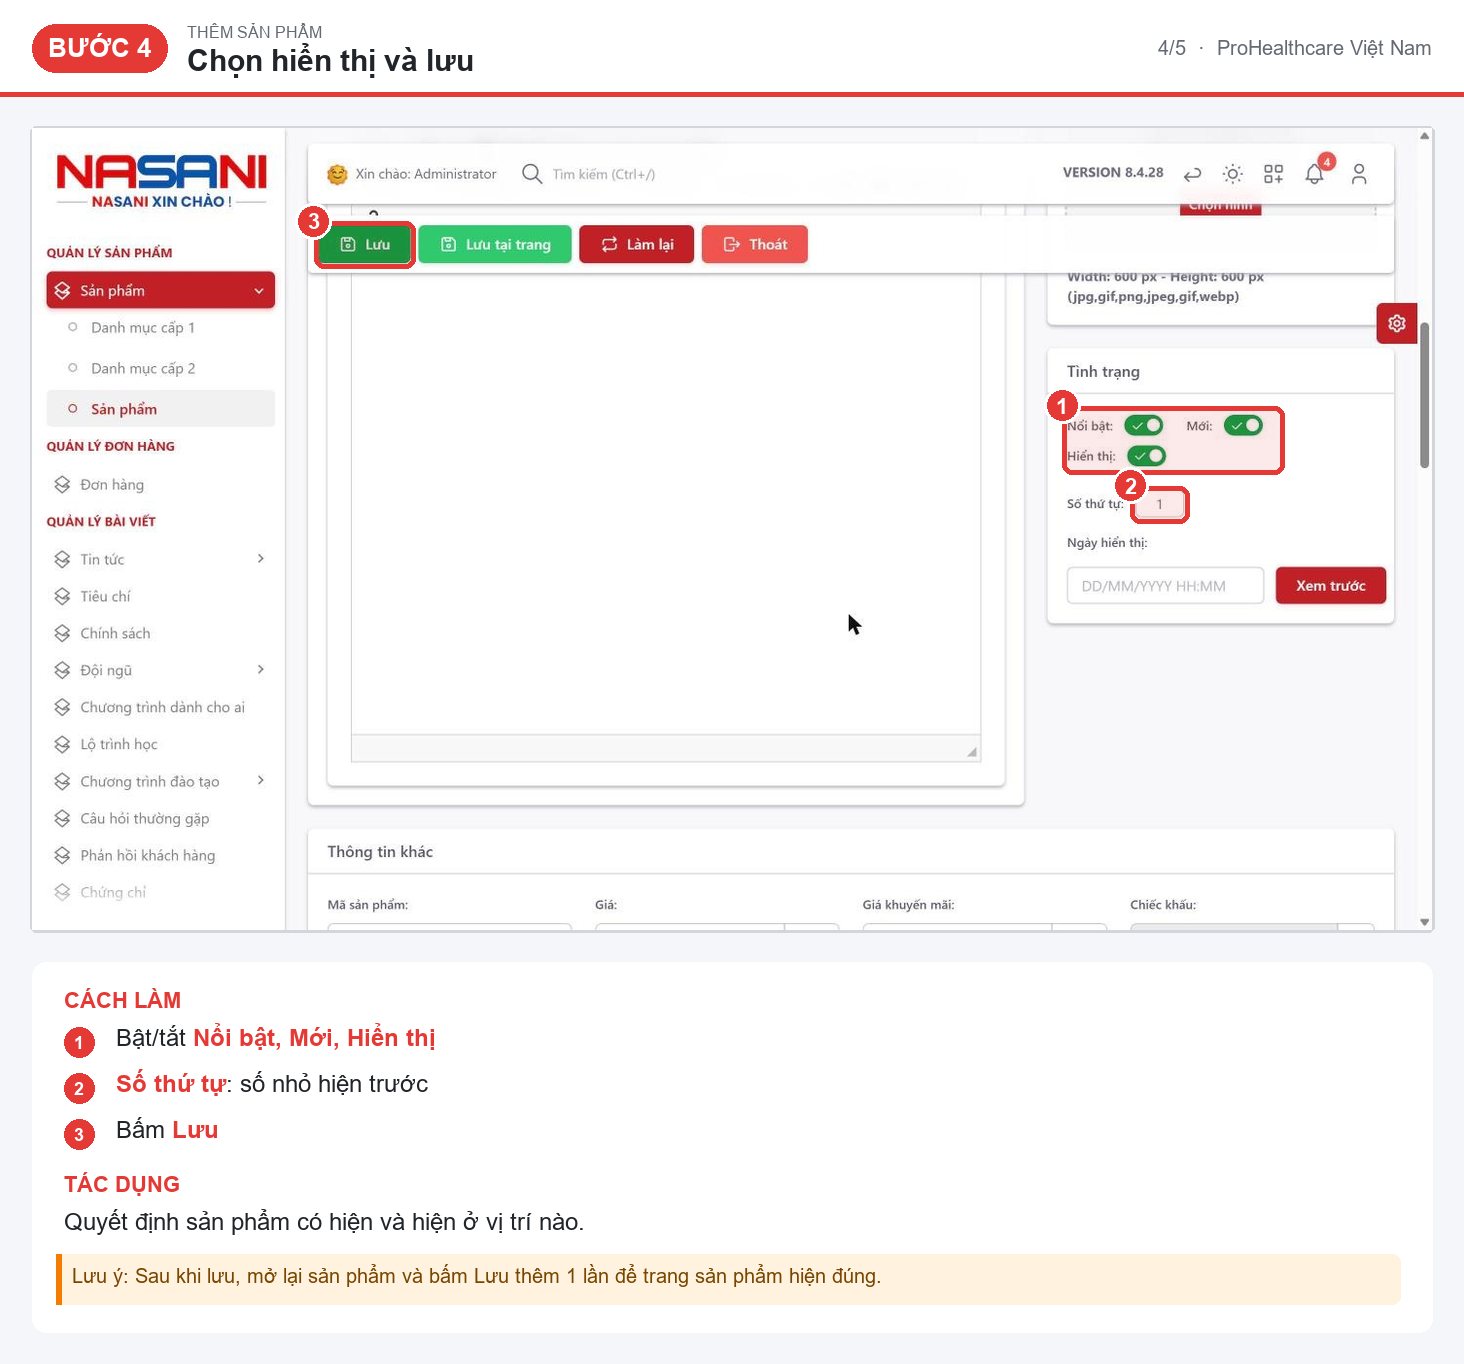 BƯỚC 4
THÊM SẢN PHẨM
Chọn hiển thị và lưu
4/5 · ProHealthcare Việt Nam
NASANI
NASANI XIN CHÀO !
Xin chào: Administrator
Tìm kiếm (Ctrl+/)
VERSION 8.4.28
4
Chọn hình
3
Lưu
Lưu tại trang
Làm lại
Thoát
QUẢN LÝ SẢN PHẨM
Sản phẩm
Danh mục cấp 1
Danh mục cấp 2
Sản phẩm
QUẢN LÝ ĐƠN HÀNG
Đơn hàng
QUẢN LÝ BÀI VIẾT
Tin tức
Tiêu chí
Chính sách
Đội ngũ
Chương trình dành cho ai
Lộ trình học
Chương trình đào tạo
Câu hỏi thường gặp
Phản hồi khách hàng
Chứng chỉ
Width: 600 px - Height: 600 px
(jpg,gif,png,jpeg,gif,webp)
Tình trạng
1
Nổi bật:
Mới:
Hiển thị:
2
Số thứ tự:
1
Ngày hiển thị:
DD/MM/YYYY HH:MM
Xem trước
Thông tin khác
Mã sản phẩm:
Giá:
Giá khuyến mãi:
Chiếc khấu:
CÁCH LÀM
1 Bật/tắt Nổi bật, Mới, Hiển thị
2 Số thứ tự: số nhỏ hiện trước
3 Bấm Lưu
TÁC DỤNG
Quyết định sản phẩm có hiện và hiện ở vị trí nào.
Lưu ý: Sau khi lưu, mở lại sản phẩm và bấm Lưu thêm 1 lần để trang sản phẩm hiện đúng.